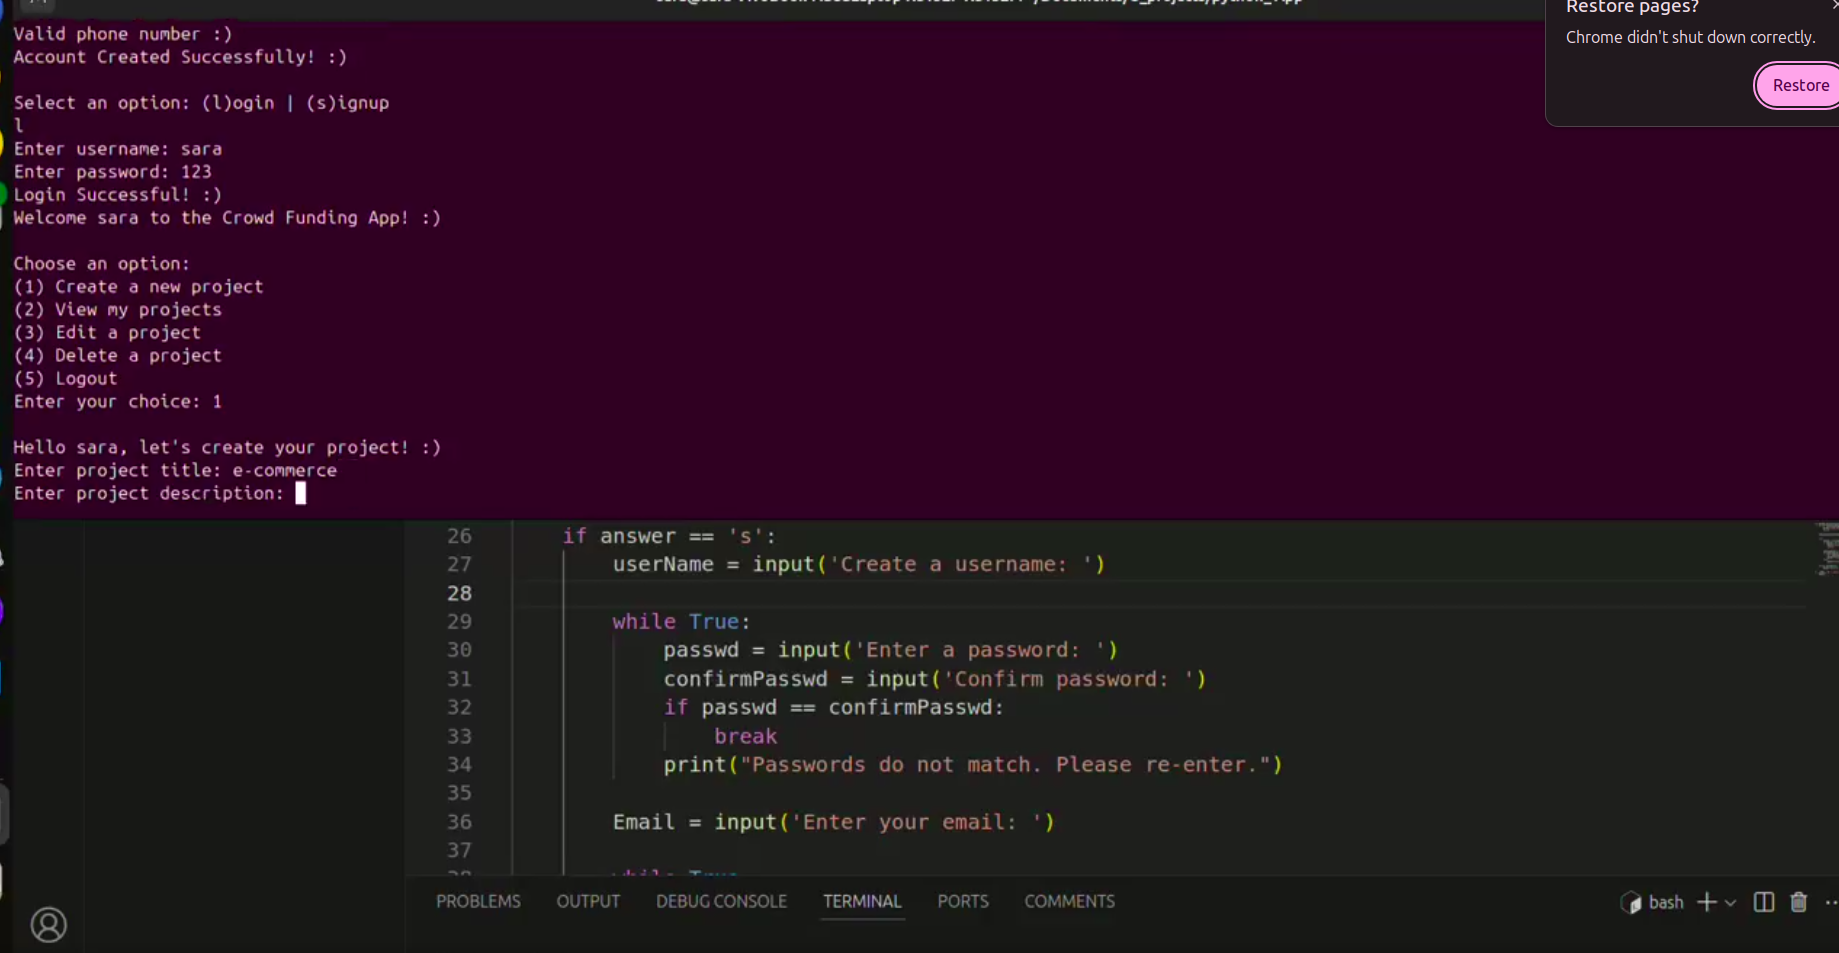 Valid phone number :)
Account Created Successfully! :)
Select an option: (l)ogin | (s)ignup
l
Enter username: sara
Enter password: 123
Login Successful! :)
Welcome sara to the Crowd Funding App! :)
Choose an option:
(1) Create a new project
(2) View my projects
(3) Edit a project
(4) Delete a project
(5) Logout
Enter your choice: 1
Hello sara, let's create your project! :)
Enter project title: e-commerce
Enter project description:
Restore pages?
Chrome didn't shut down correctly.
Restore
26 if answer == 's':
27 userName = input('Create a username: ')
28
29 while True:
30 passwd = input('Enter a password: ')
31 confirmPasswd = input('Confirm password: ')
32 if passwd == confirmPasswd:
33 break
34 print("Passwords do not match. Please re-enter.")
35
36 Email = input('Enter your email: ')
37
PROBLEMS OUTPUT DEBUG CONSOLE TERMINAL PORTS COMMENTS
bash